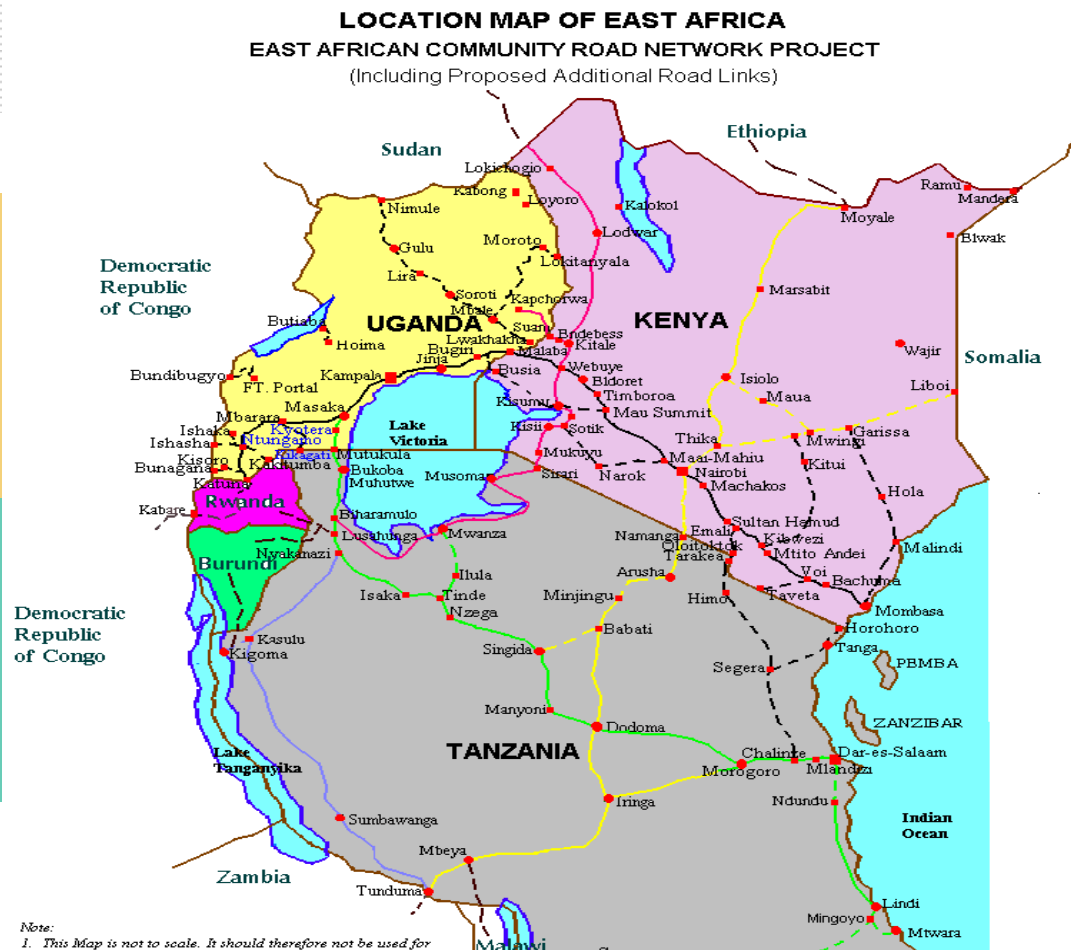 LOCATION MAP OF EAST AFRICA
EAST AFRICAN COMMUNITY ROAD NETWORK PROJECT
(Including Proposed Additional Road Links)
Ethiopia
Sudan
Lokichogio
Kabong
Loyoro
Nimule
Kalokol
Ramu
Mandera
Moyale
Elwak
Lodwar
Gulu
Moroto
Lokitanyala
Democratic
Republic
of Congo
Lira
Soroti
Kapchorwa
Mbale
Marsabit
UGANDA
KENYA
Butiaba
Hoima
Suam
Endebess
Kitale
Lwakhakha
Malaba
Bugiri
Jinja
Wajir
Somalia
Bundibugyo
FT. Portal
Kampala
Busia
Webuye
Eldoret
Timboroa
Isiolo
Maua
Liboi
Masaka
Mbarara
Kyotera
Kisumu
Mau Summit
Lake
Victoria
Ishaka
Ishasha
Ntungamo
Kisii
Sotik
Thika
Mwingi
Garissa
Kisoro
Bunagana
Kikagati
Kakitumba
Mutukula
Mukuyu
Maai-Mahiu
Kitui
Katuna
Bukoba
Muhutwe
Musoma
Sirari
Narok
Nairobi
Machakos
Rwanda
Kabare
Hola
Biharamulo
Lusahunga
Mwanza
Namanga
Emali
Sultan Hamud
Kibwezi
Malindi
Oloitoktok
Tarakea
Mtito Andei
Burundi
Nyakanazi
Arusha
Voi
Bachuma
Ilula
Isaka
Tinde
Minjingu
Himo
Taveta
Mombasa
Nzega
Democratic
Republic
of Congo
Babati
Horohoro
Tanga
Kasulu
Kigoma
Singida
Segera
PEMBA
Manyoni
Dodoma
ZANZIBAR
TANZANIA
Lake
Tanganyika
Chalinze
Dar-es-Salaam
Morogoro
Mlandizi
Ndundu
Iringa
Indian
Ocean
Sumbawanga
Mbeya
Zambia
Tunduma
Lindi
Mingoyo
Mtwara
Malawi
Note:
1. This Map is not to scale. It should therefore not be used for